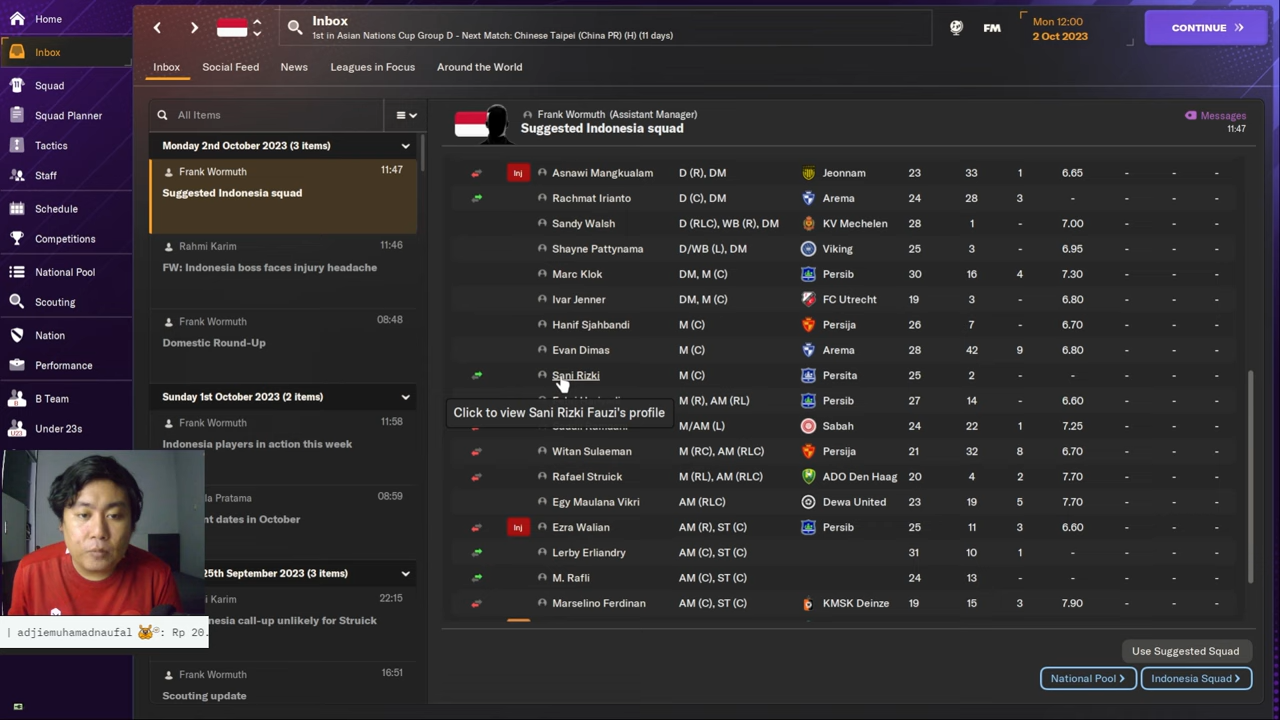 Home
Inbox
Squad
Squad Planner
Tactics
Staff
Schedule
Competitions
National Pool
Scouting
Nation
Performance
B Team
Under 23s
Inbox
1st in Asian Nations Cup Group D - Next Match: Chinese Taipei (China PR) (H) (11 days)
FM
Mon 12:00
2 Oct 2023
CONTINUE
Inbox Social Feed News Leagues in Focus Around the World
All Items
Monday 2nd October 2023 (3 items)
Frank Wormuth 11:47
Suggested Indonesia squad
Rahmi Karim 11:46
FW: Indonesia boss faces injury headache
Frank Wormuth 08:48
Domestic Round-Up
Sunday 1st October 2023 (2 items)
Frank Wormuth 11:58
Indonesia players in action this week
la Pratama 08:59
nt dates in October
25th September 2023 (3 items)
Karim 22:15
nesia call-up unlikely for Struick
Frank Wormuth 16:51
Scouting update
Frank Wormuth (Assistant Manager)
Suggested Indonesia squad
Messages
11:47
Inj Asnawi Mangkualam D (R), DM Jeonnam 23 33 1 6.65 - - -
Rachmat Irianto D (C), DM Arema 24 28 3 - - - -
Sandy Walsh D (RLC), WB (R), DM KV Mechelen 28 1 - 7.00 - - -
Shayne Pattynama D/WB (L), DM Viking 25 3 - 6.95 - - -
Marc Klok DM, M (C) Persib 30 16 4 7.30 - - -
Ivar Jenner DM, M (C) FC Utrecht 19 3 - 6.80 - - -
Hanif Sjahbandi M (C) Persija 26 7 - 6.70 - - -
Evan Dimas M (C) Arema 28 42 9 6.80 - - -
Sani Rizki M (C) Persita 25 2 - - - - -
M (R), AM (RL) Persib 27 14 - 6.60 - - -
Click to view Sani Rizki Fauzi's profile
M/AM (L) Sabah 24 22 1 7.25 - - -
Witan Sulaeman M (RC), AM (RLC) Persija 21 32 8 6.70 - - -
Rafael Struick M (RL), AM (RLC) ADO Den Haag 20 4 2 7.70 - - -
Egy Maulana Vikri AM (RLC) Dewa United 23 19 5 7.70 - - -
Inj Ezra Walian AM (R), ST (C) Persib 25 11 3 6.60 - - -
Lerby Erliandry AM (C), ST (C) 31 10 1 - - - -
M. Rafli AM (C), ST (C) 24 13 - - - - -
Marselino Ferdinan AM (C), ST (C) KMSK Deinze 19 15 3 7.90 - - -
Use Suggested Squad
National Pool >
Indonesia Squad >
| adjiemuhamadnaufal : Rp 20.